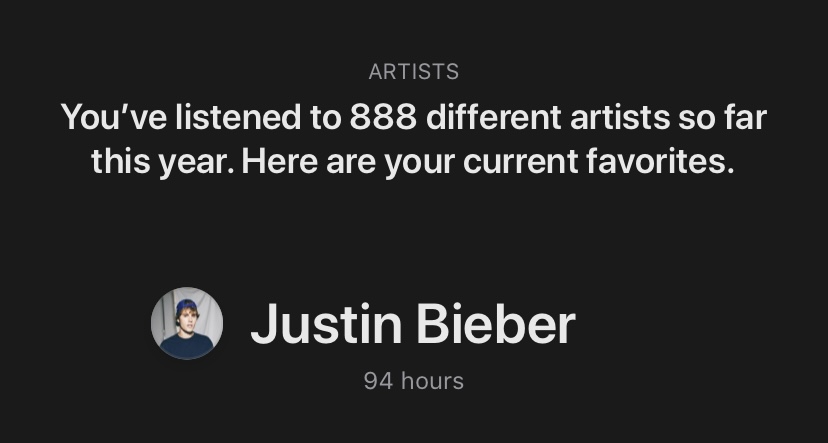 ARTISTS
You’ve listened to 888 different artists so far
this year. Here are your current favorites.
Justin Bieber
94 hours